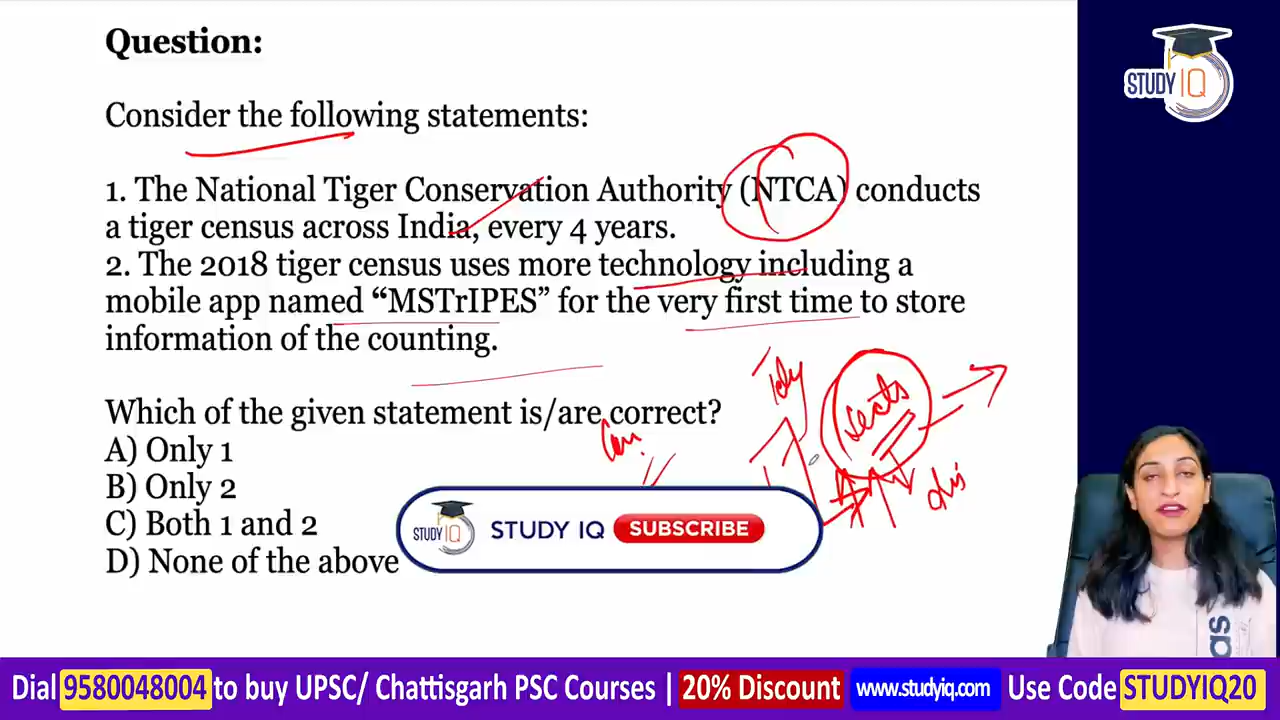 Question:
STUDY IQ
Consider the following statements:
1. The National Tiger Conservation Authority (NTCA) conducts
a tiger census across India, every 4 years.
2. The 2018 tiger census uses more technology including a
mobile app named “MSTrIPES” for the very first time to store
information of the counting.
Which of the given statement is/are correct?
A) Only 1
B) Only 2
C) Both 1 and 2
D) None of the above
STUDY IQ
STUDY IQ SUBSCRIBE
as
Dial 9580048004 to buy UPSC/ Chattisgarh PSC Courses | 20% Discount www.studyiq.com Use Code STUDYIQ20